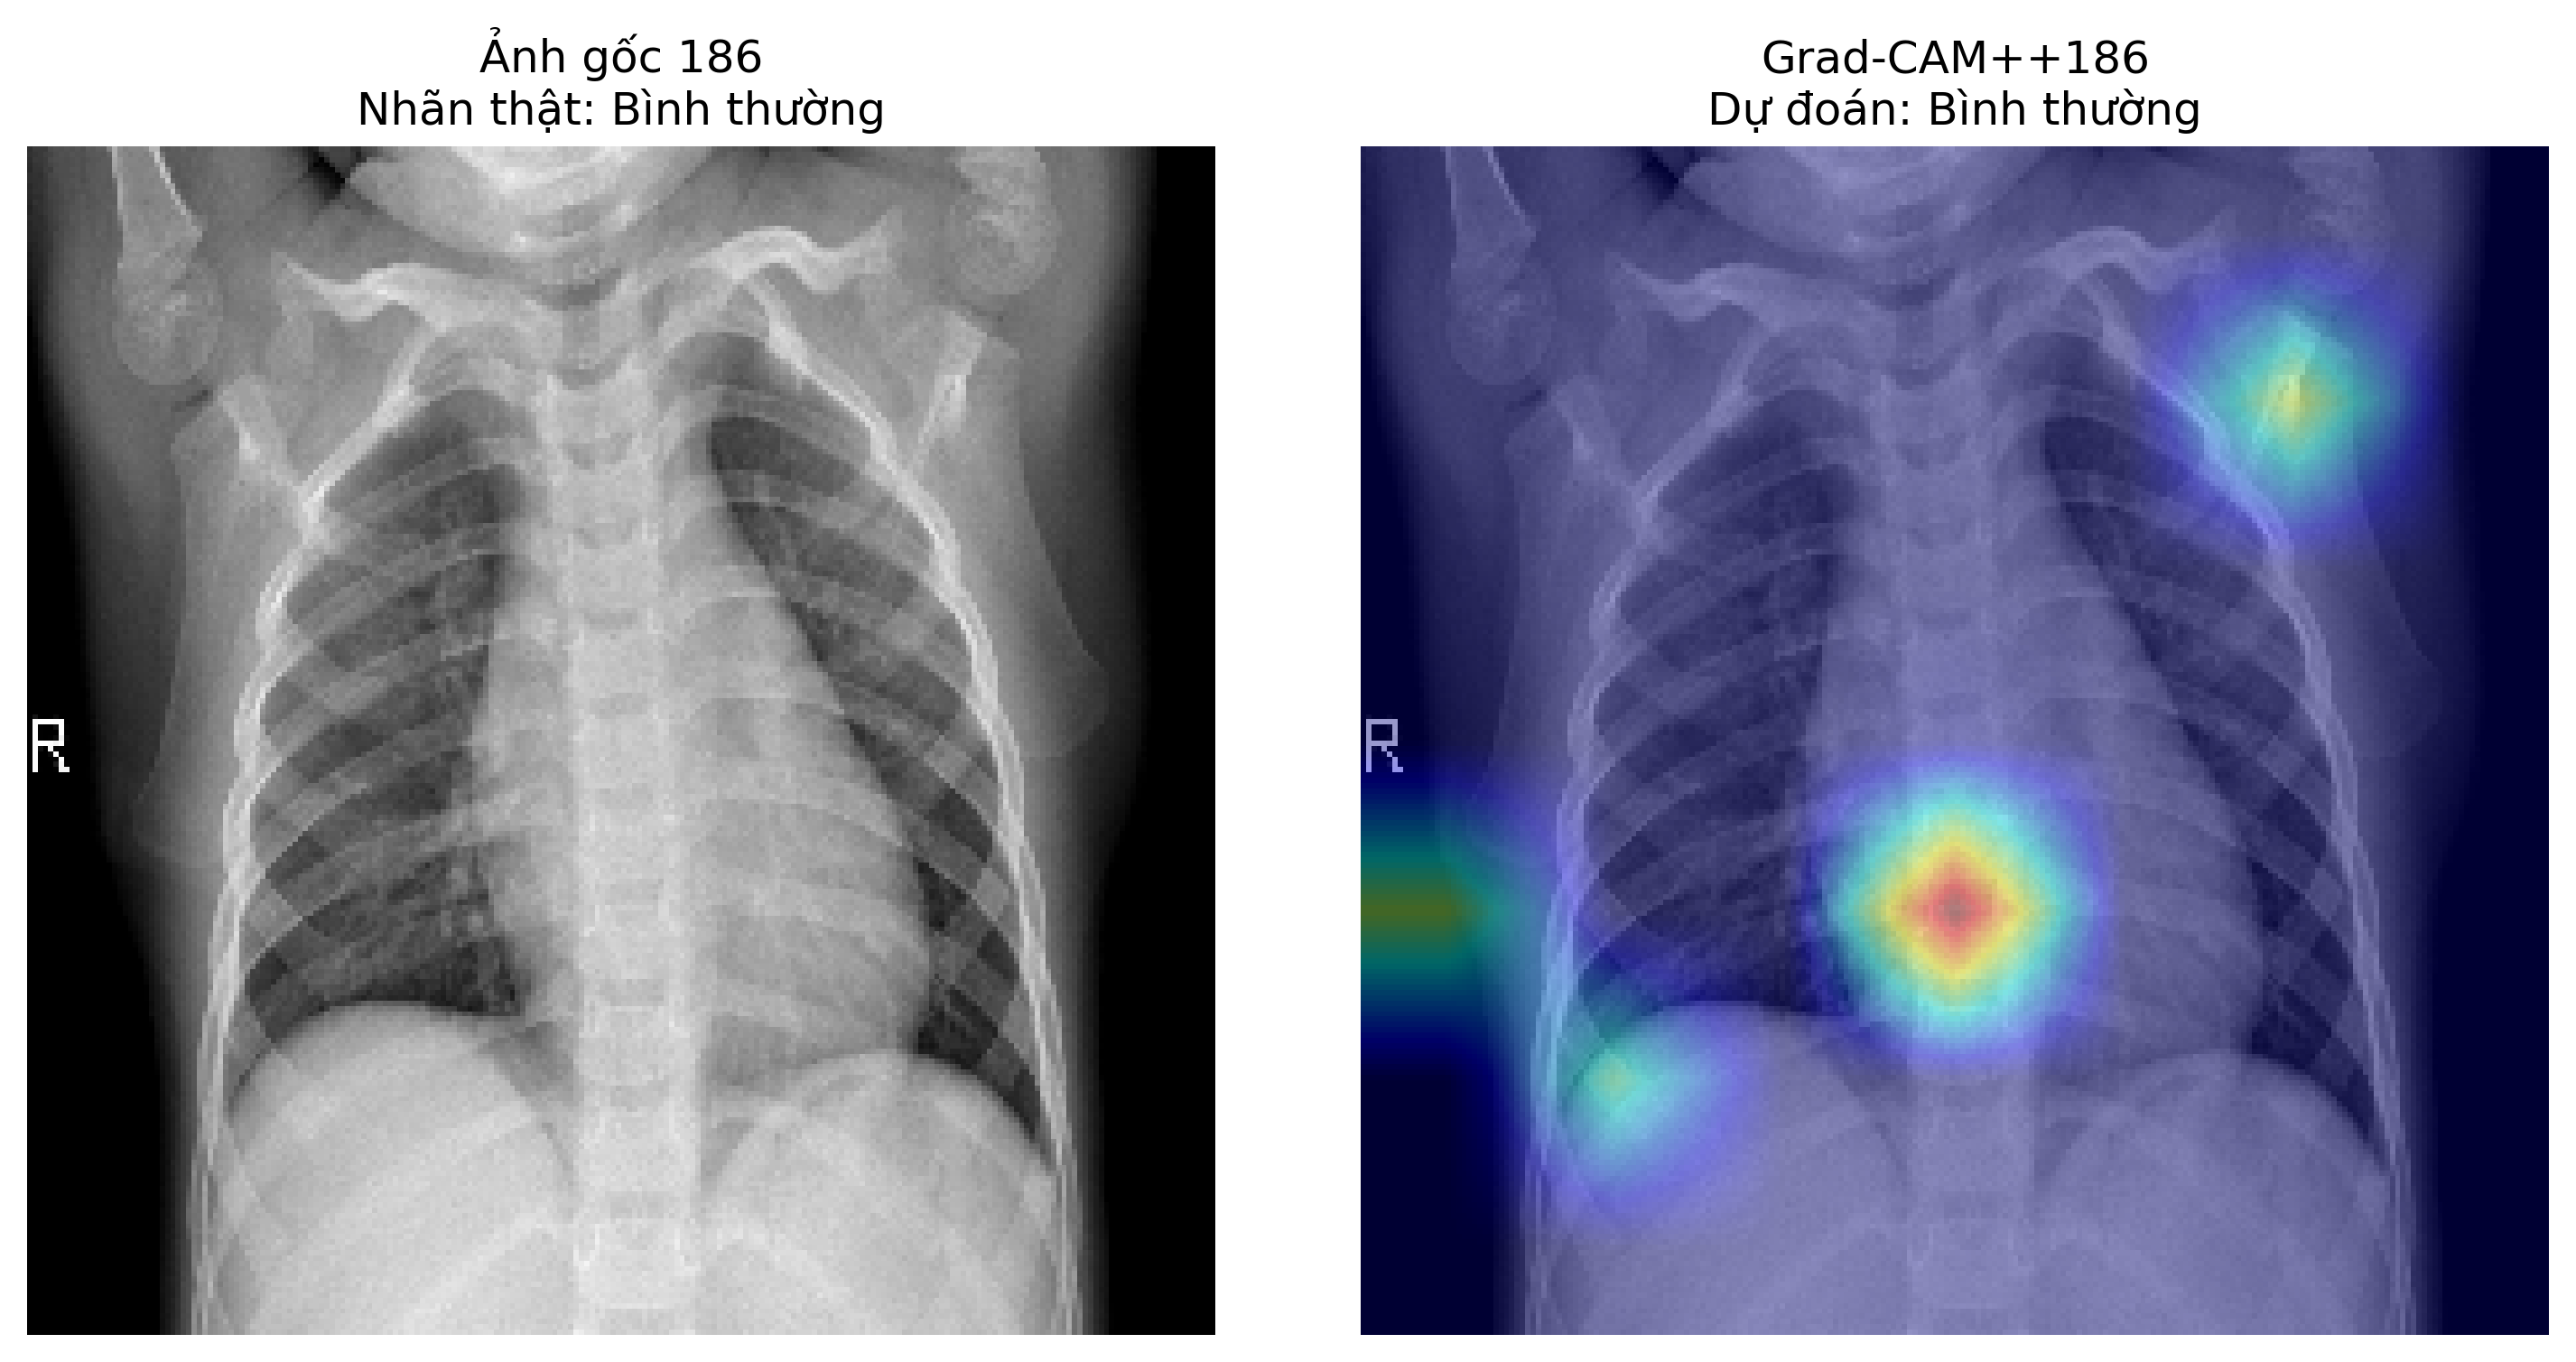 Ảnh gốc 186
Nhãn thật: Bình thường
Grad-CAM++186
Dự đoán: Bình thường
R
R